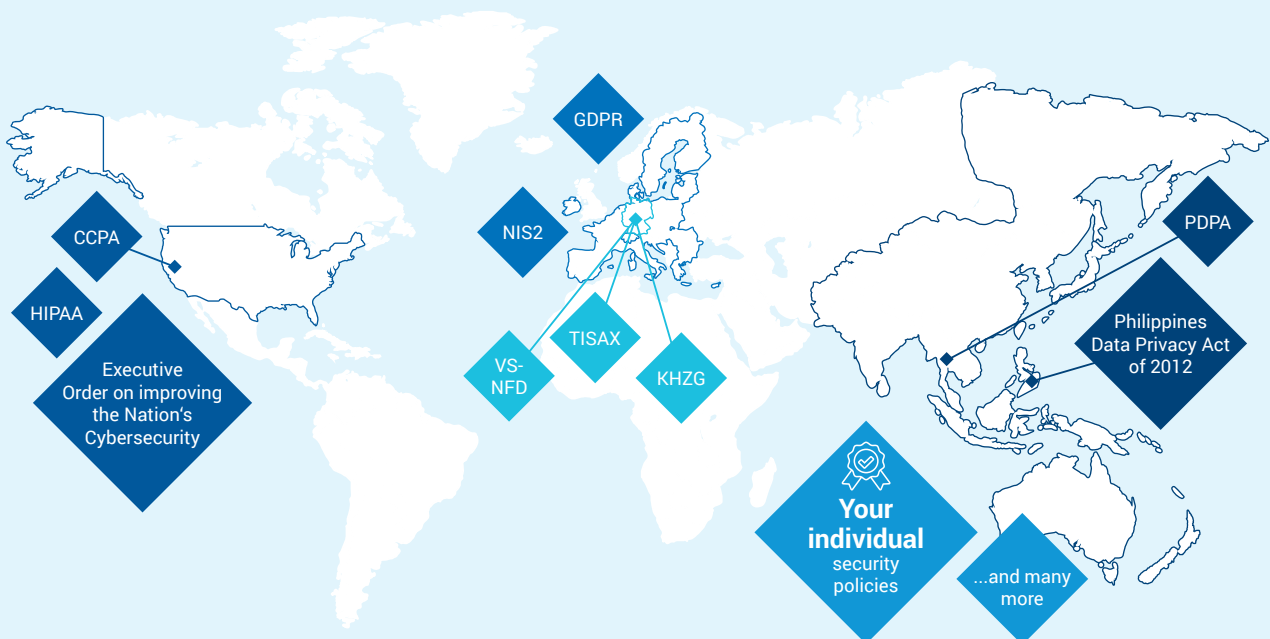 GDPR
NIS2
CCPA
HIPAA
Executive
Order on improving
the Nation's
Cybersecurity
VS-
NFD
TISAX
KHZG
PDPA
Philippines
Data Privacy Act
of 2012
Your
individual
security
policies
...and many
more